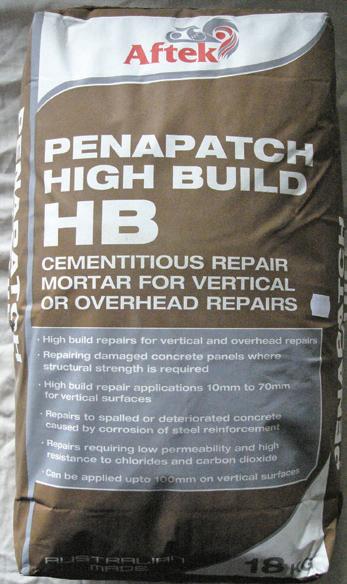 Aftek
PENAPATCH
HIGH BUILD
HB
CEMENTITIOUS REPAIR
MORTAR FOR VERTICAL
OR OVERHEAD REPAIRS
· High build repairs for vertical and overhead repairs
· Repairing damaged concrete panels where
structural strength is required
· High build repair applications 10mm to 70mm
for vertical surfaces
· Repairs to spalled or deteriorated concrete
caused by corrosion of steel reinforcement
· Repairs requiring low permeability and high
resistance to chlorides and carbon dioxide
· Can be applied upto 100mm on vertical surfaces
AUSTRALIAN
MADE
18 KG
PENAPATCH
PENAPATCH